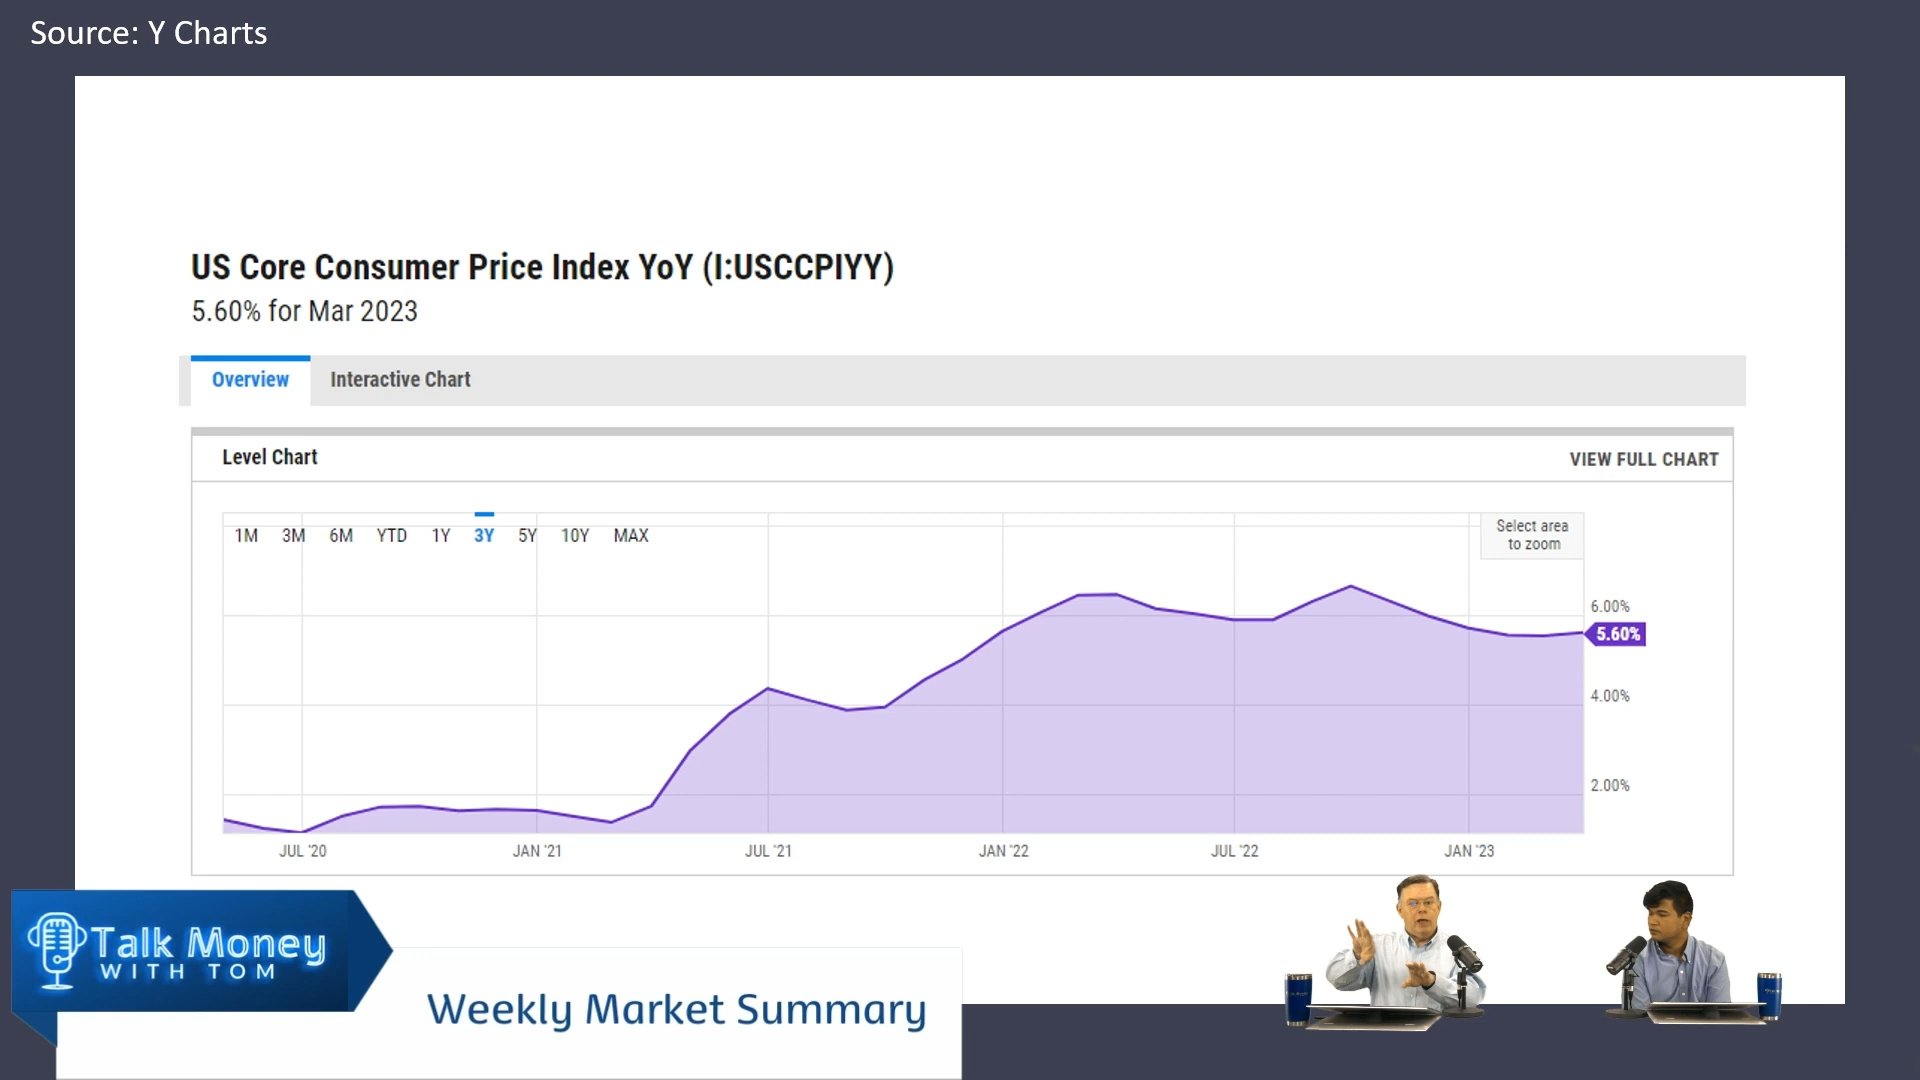 Source: Y Charts
US Core Consumer Price Index YoY (I:USCCPIYY)
5.60% for Mar 2023
Overview
Interactive Chart
Level Chart
VIEW FULL CHART
1M 3M 6M YTD 1Y 3Y 5Y 10Y MAX
Select area
to zoom
6.00%
5.60%
4.00%
2.00%
JUL '20
JAN '21
JUL '21
JAN '22
JUL '22
JAN '23
Talk Money
WITH TOM
Weekly Market Summary